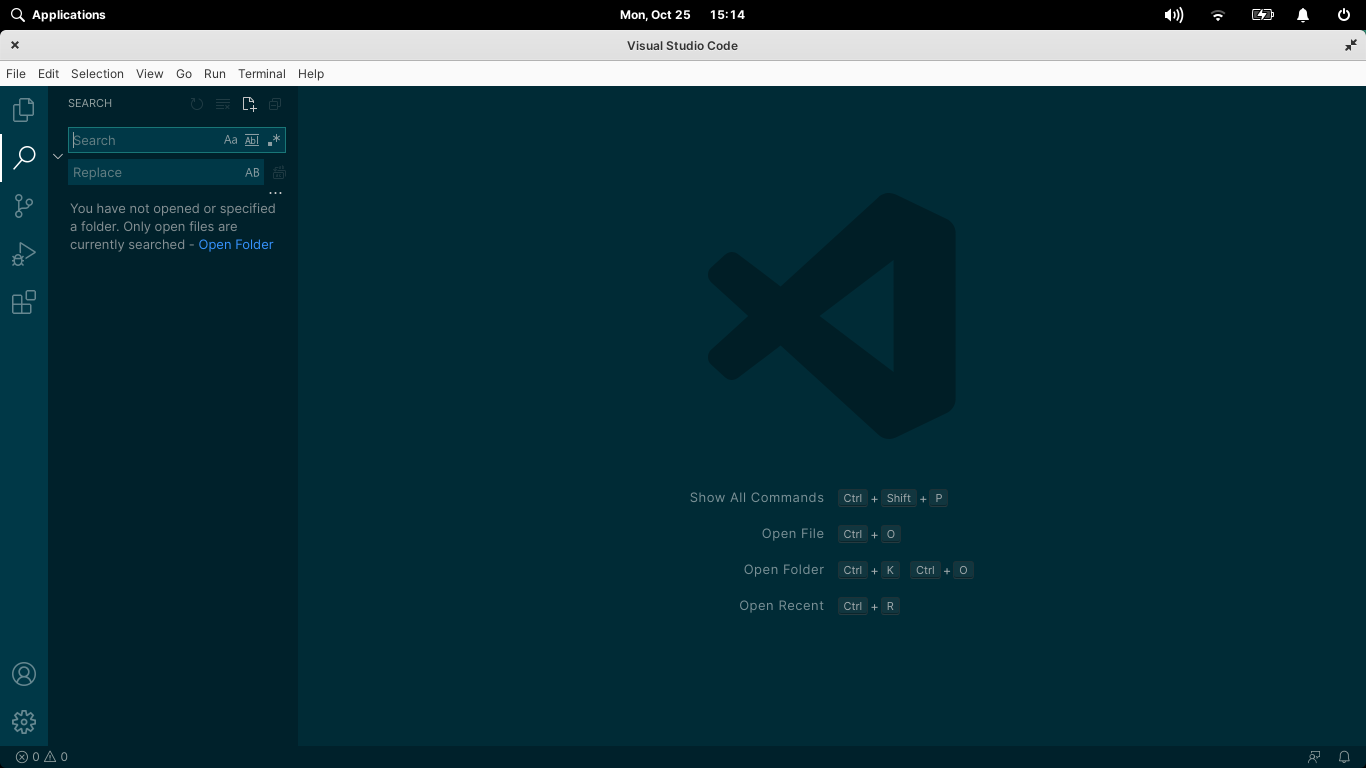 Applications
Mon, Oct 25 15:14
Visual Studio Code
File Edit Selection View Go Run Terminal Help
SEARCH
Search Aa Abl .*
Replace AB
...
You have not opened or specified
a folder. Only open files are
currently searched - Open Folder
Show All Commands Ctrl + Shift + P
Open File Ctrl + O
Open Folder Ctrl + K Ctrl + O
Open Recent Ctrl + R
0 0